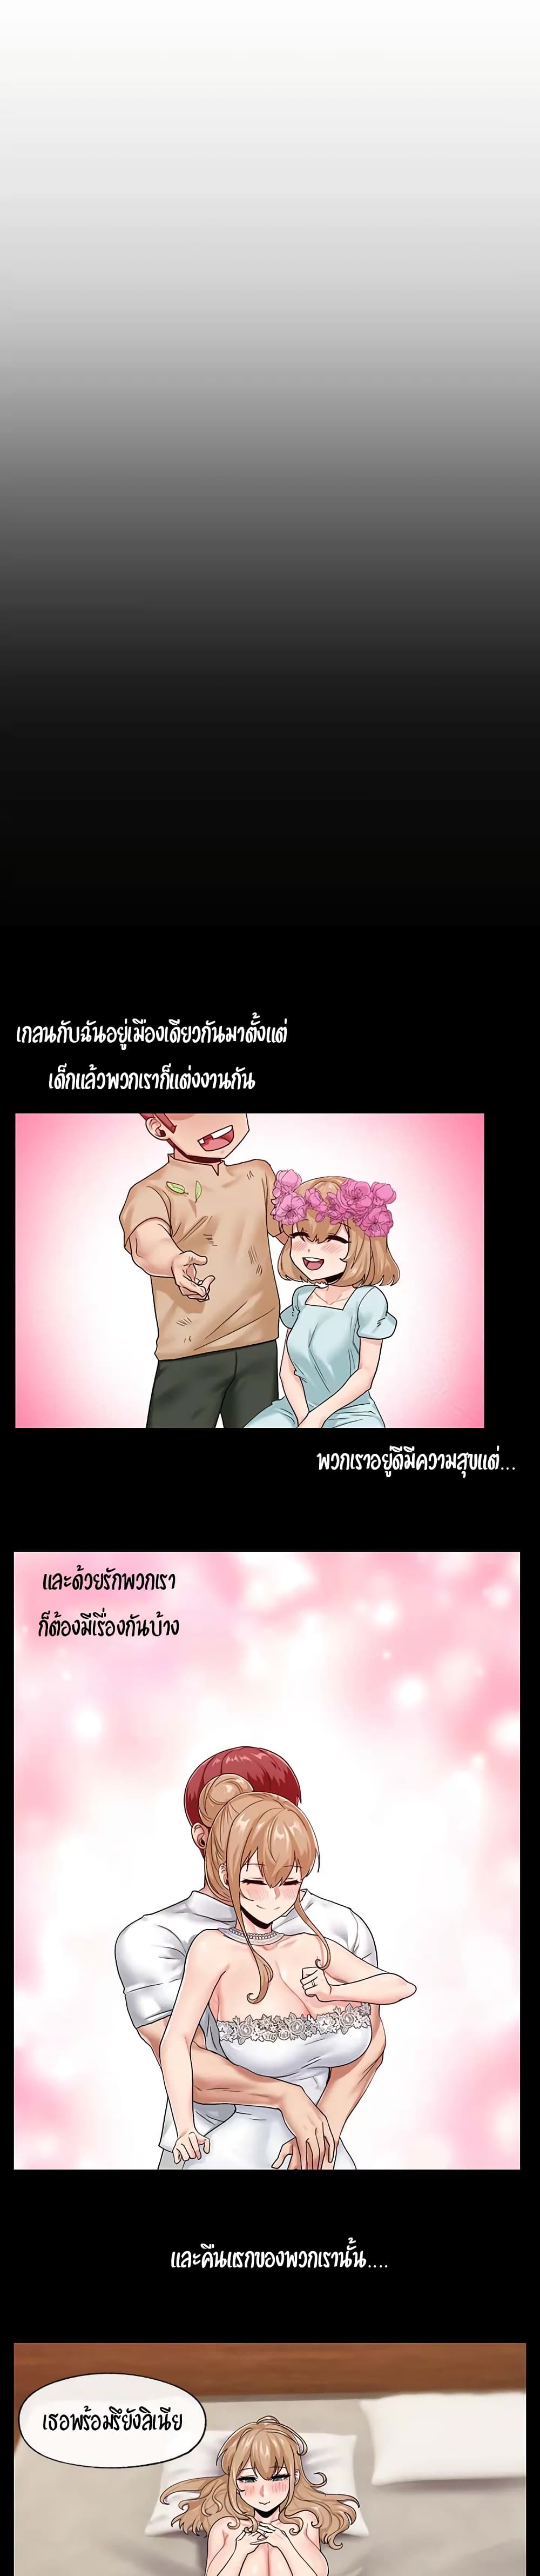 เกลนกับฉันอยู่เมืองเดียวกันมาตั้งแต่
เด็กแล้วพวกเราก็แต่งงานกัน
พวกเราอยู่ดีมีความสุขแต่...
และด้วยรักพวกเรา
ก็ต้องมีเรื่องกันบ้าง
และคืนแรกของพวกเรานั้น....
เธอพร้อมรึยังลิเนีย